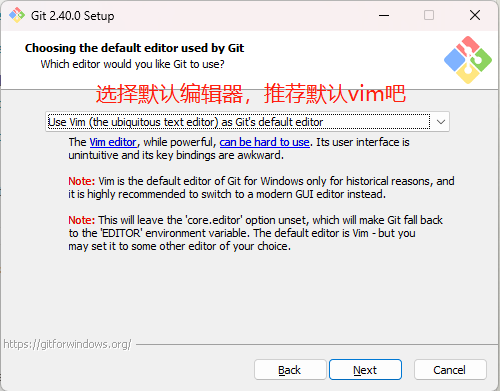 Git 2.40.0 Setup
Choosing the default editor used by Git
Which editor would you like Git to use?
选择默认编辑器，推荐默认vim吧
Use Vim (the ubiquitous text editor) as Git's default editor
The Vim editor, while powerful, can be hard to use. Its user interface is
unintuitive and its key bindings are awkward.
Note: Vim is the default editor of Git for Windows only for historical reasons, and
it is highly recommended to switch to a modern GUI editor instead.
Note: This will leave the 'core.editor' option unset, which will make Git fall back
to the 'EDITOR' environment variable. The default editor is Vim - but you
may set it to some other editor of your choice.
https://gitforwindows.org/
Back
Next
Cancel